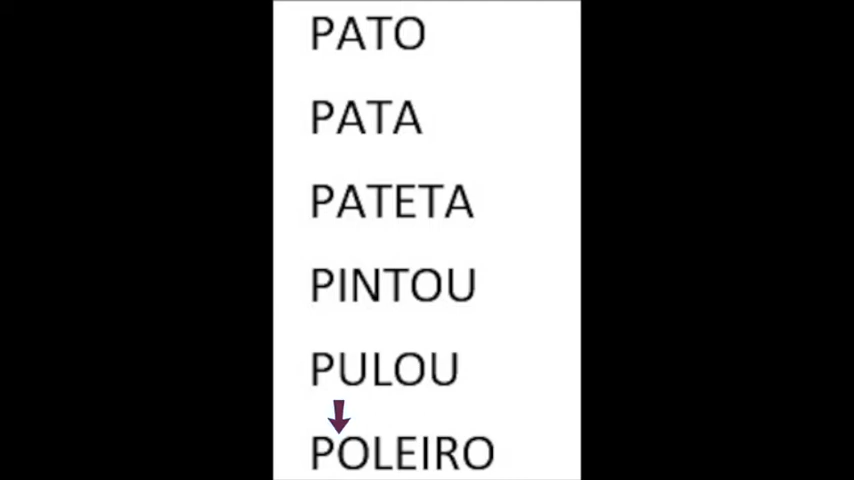 PATO
PATA
PATETA
PINTOU
PULOU
POLEIRO